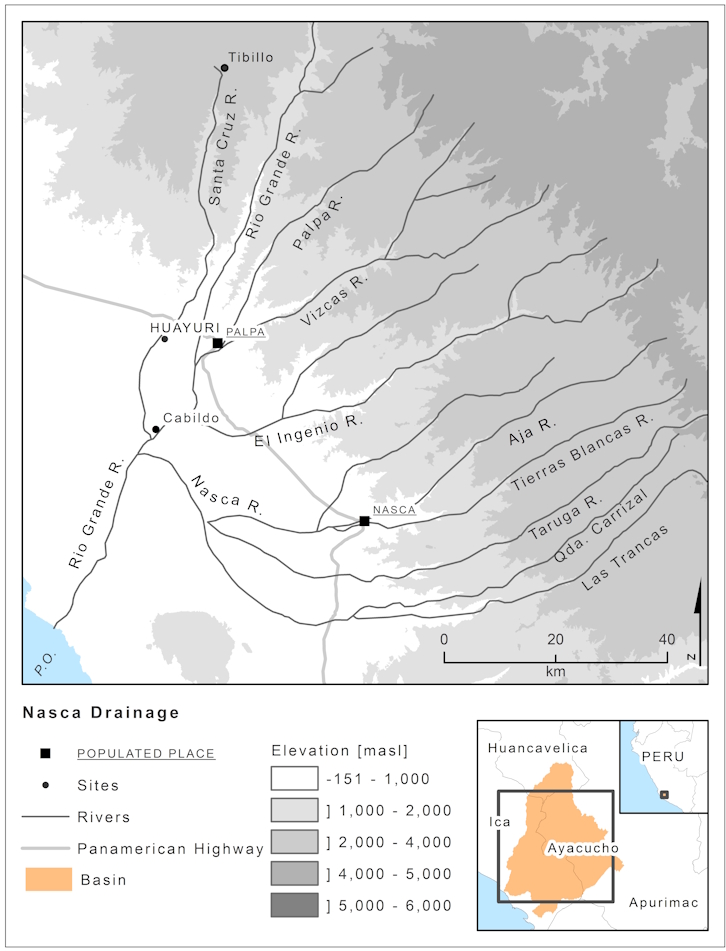 Tibillo
Santa Cruz R.
Rio Grande R.
Palpa R.
Vizcas R.
HUAYURI
PALPA
Cabildo
El Ingenio R.
Aja R.
Tierras Blancas R.
Nasca R.
NASCA
Rio Grande R.
Taruga R.
Qda. Carrizal
Las Trancas
P.O.
0 20 40
km
N
Nasca Drainage
POPULATED PLACE
Sites
Rivers
Panamerican Highway
Basin
Elevation [masl]
-151 - 1,000
] 1,000 - 2,000
] 2,000 - 4,000
] 4,000 - 5,000
] 5,000 - 6,000
Huancavelica
PERU
Ica
Ayacucho
Apurimac